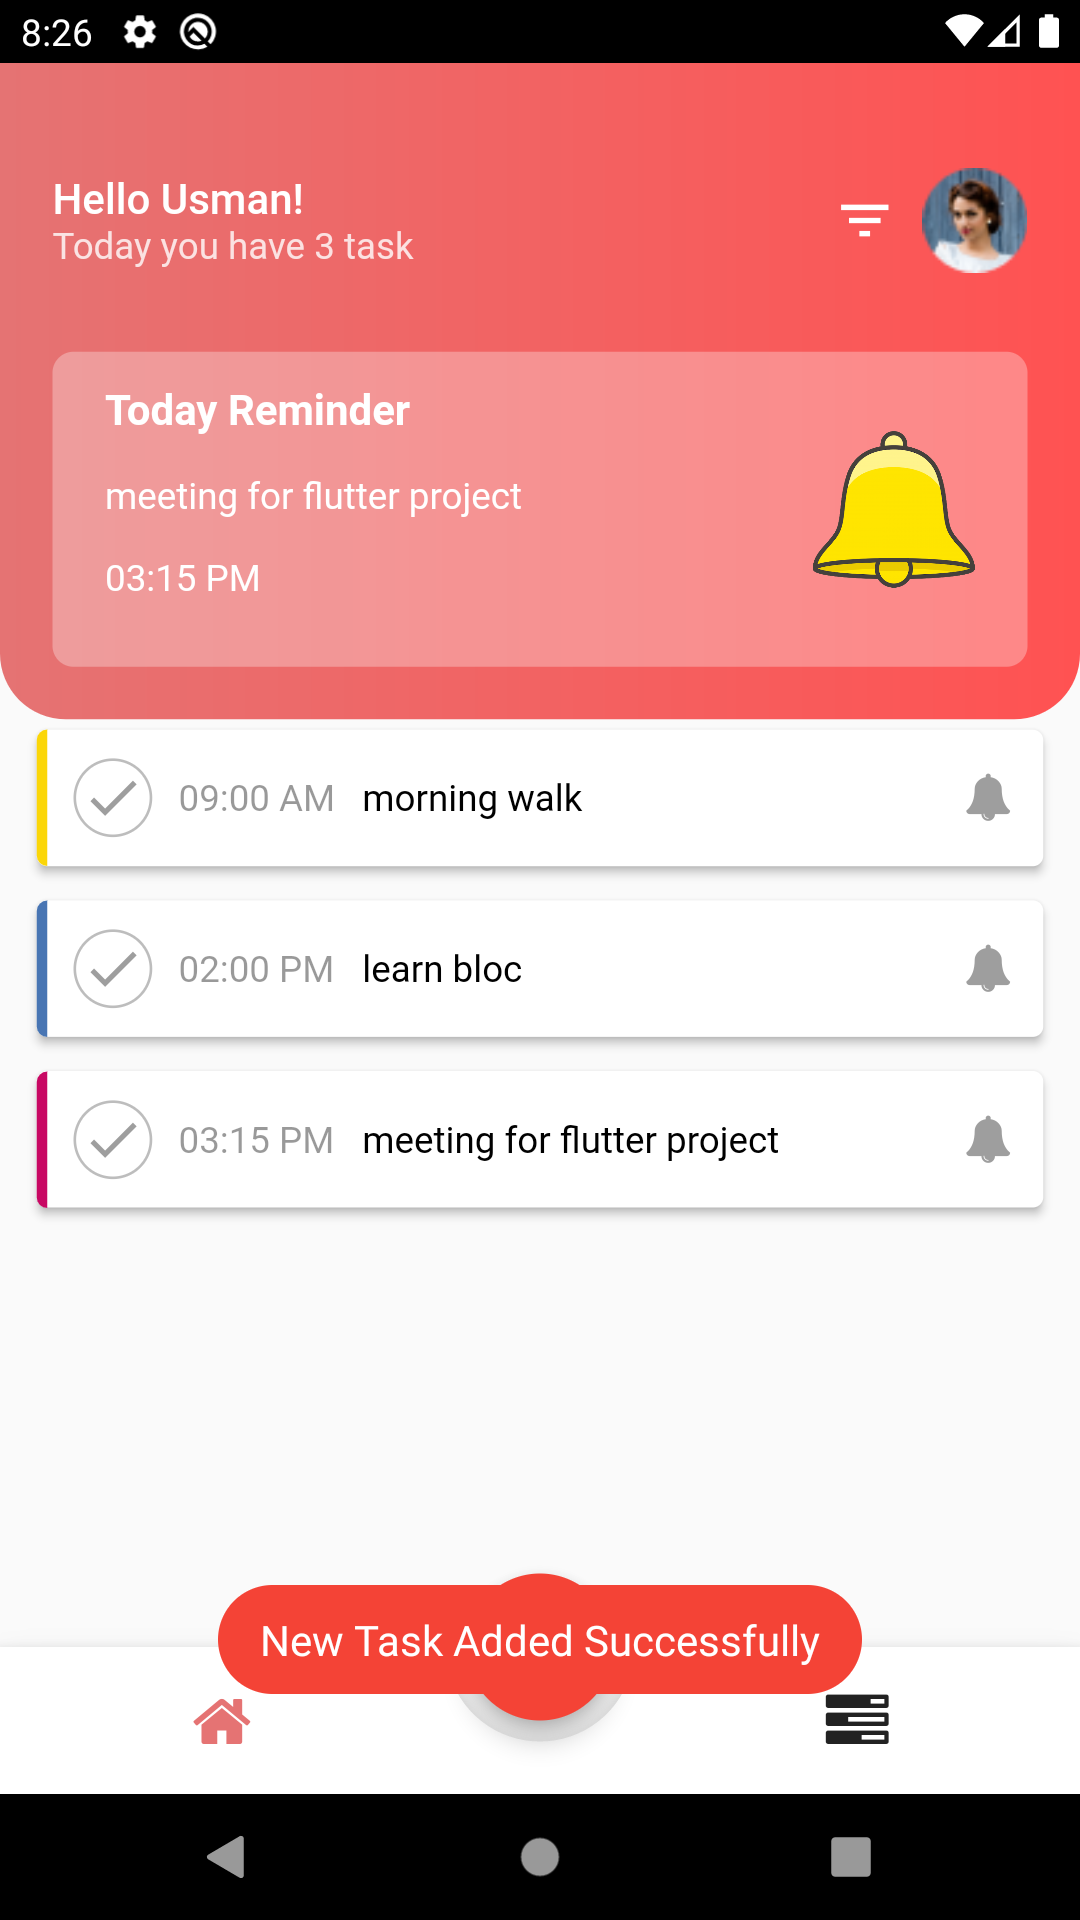 8:26
Hello Usman!
Today you have 3 task
Today Reminder
meeting for flutter project
03:15 PM
09:00 AM morning walk
02:00 PM learn bloc
03:15 PM meeting for flutter project
New Task Added Successfully